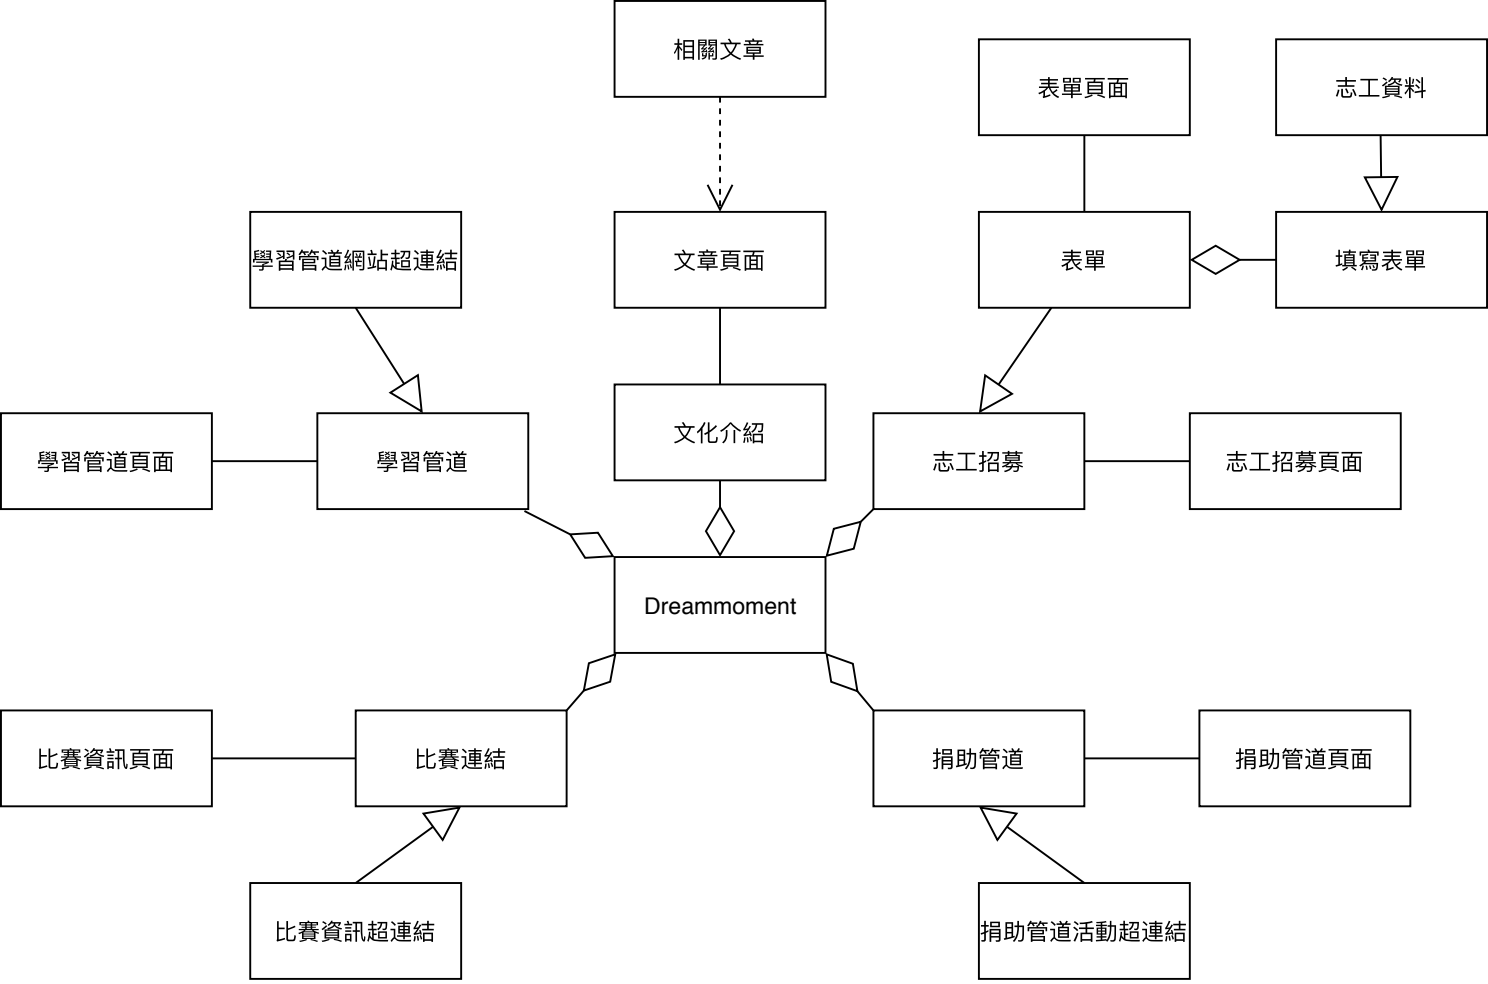 相關文章
表單頁面
志工資料
學習管道網站超連結
文章頁面
表單
填寫表單
文化介紹
學習管道頁面
學習管道
志工招募
志工招募頁面
Dreammoment
比賽資訊頁面
比賽連結
捐助管道
捐助管道頁面
比賽資訊超連結
捐助管道活動超連結